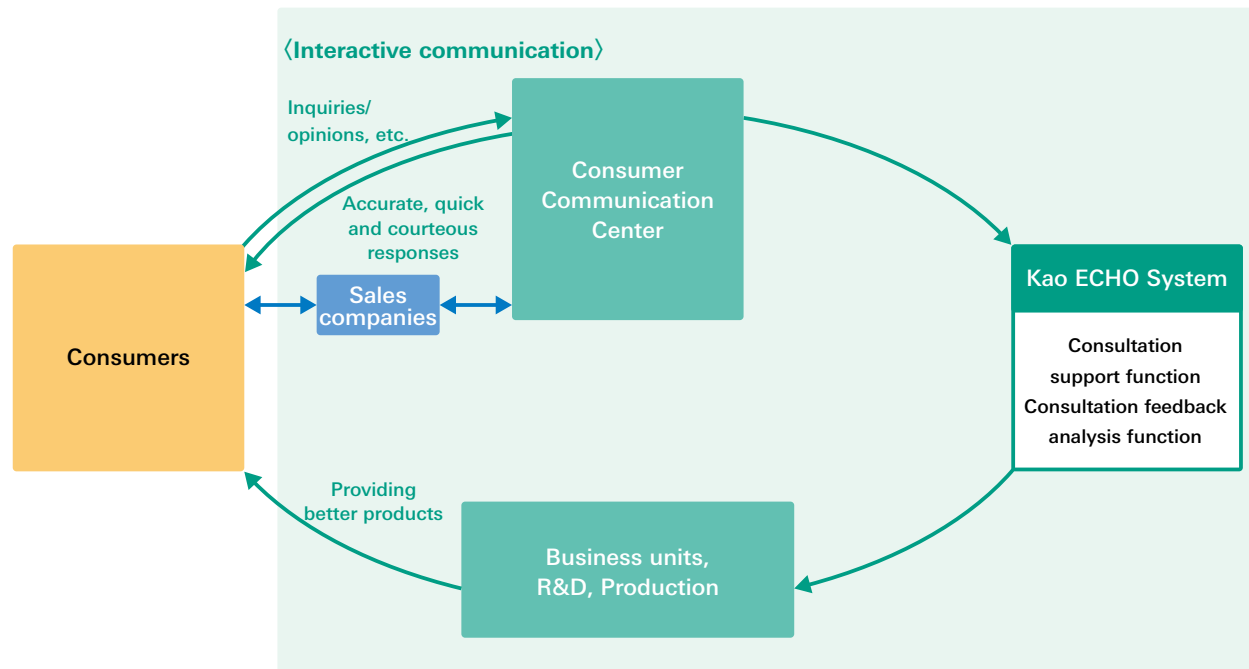 〈Interactive communication〉
Inquiries/
opinions, etc.
Consumer
Communication
Center
Accurate, quick
and courteous
responses
Sales
companies
Consumers
Kao ECHO System
Consultation
support function
Consultation feedback
analysis function
Providing
better products
Business units,
R&D, Production